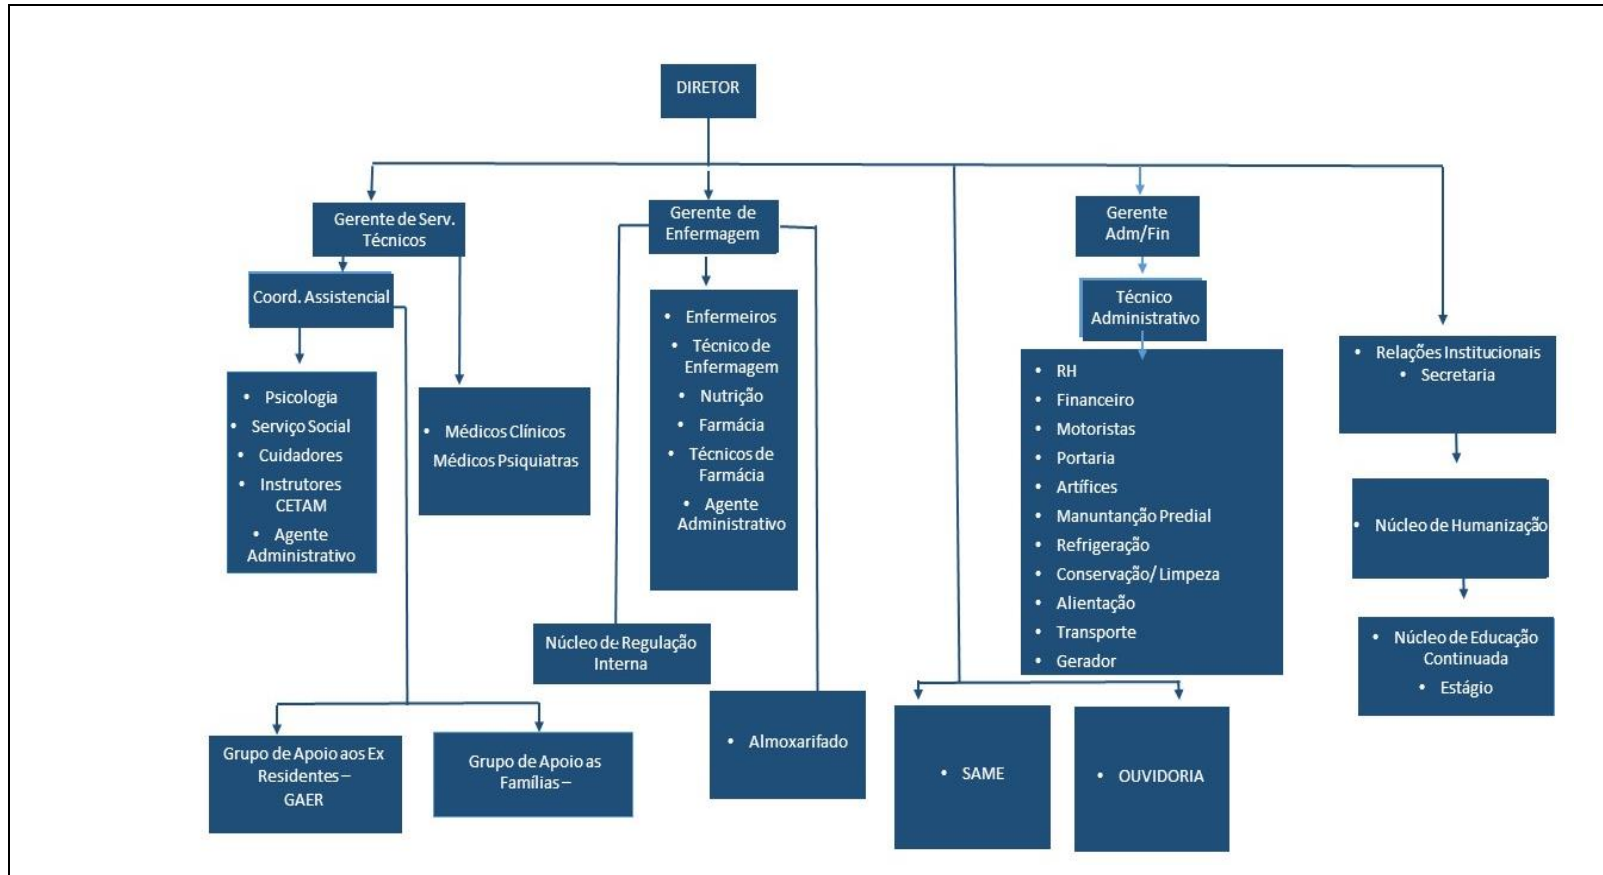 DIRETOR
Gerente de Serv.
Técnicos
Gerente de
Enfermagem
Gerente
Adm/Fin
Coord. Assistencial
Técnico
Administrativo
• Psicologia
• Serviço Social
• Cuidadores
• Instrutores
CETAM
• Agente
Administrativo
• Médicos Clínicos
Médicos Psiquiatras
• Enfermeiros
• Técnico de
Enfermagem
• Nutrição
• Farmácia
• Técnicos de
Farmácia
• Agente
Administrativo
• RH
• Financeiro
• Motoristas
• Portaria
• Artífices
• Manuntanção Predial
• Refrigeração
• Conservação/ Limpeza
• Alientação
• Transporte
• Gerador
• Relações Institucionais
• Secretaria
• Núcleo de Humanização
• Núcleo de Educação
Continuada
• Estágio
Núcleo de Regulação
Interna
Grupo de Apoio aos Ex
Residentes –
GAER
Grupo de Apoio as
Famílias –
• Almoxarifado
• SAME
• OUVIDORIA